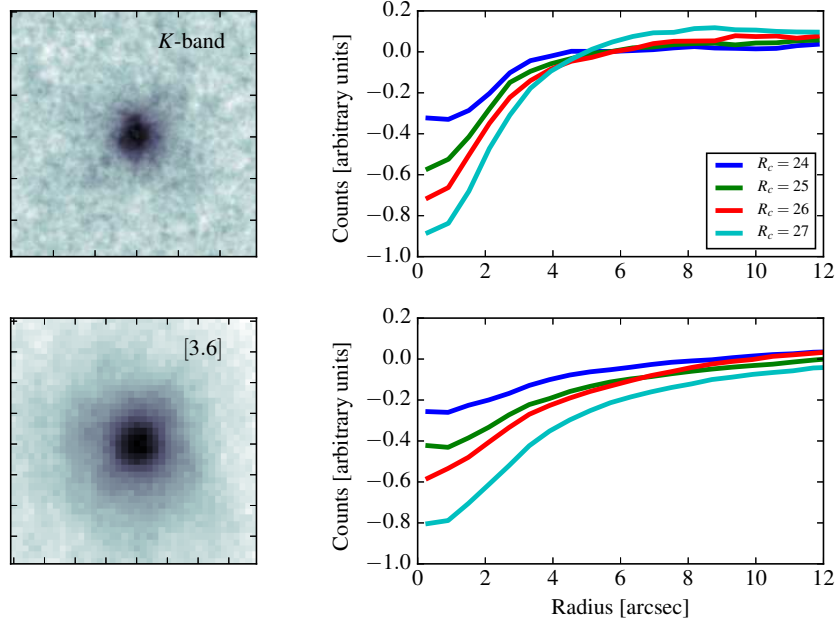 K-band
0.2
0.0
−0.2
−0.4
−0.6
−0.8
−1.0
Counts [arbitrary units]
R_c = 24
R_c = 25
R_c = 26
R_c = 27
0 2 4 6 8 10 12
[3.6]
0.2
0.0
−0.2
−0.4
−0.6
−0.8
−1.0
Counts [arbitrary units]
0 2 4 6 8 10 12
Radius [arcsec]